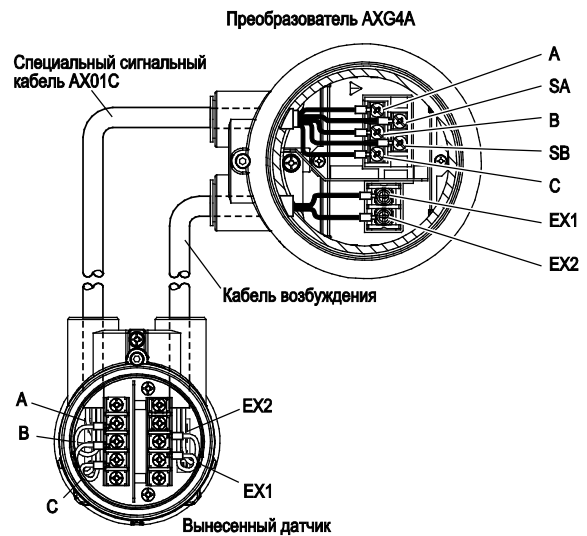 Преобразователь AXG4A
Специальный сигнальный
кабель AX01C
A
SA
B
SB
C
EX1
EX2
Кабель возбуждения
A
B
C
EX2
EX1
Вынесенный датчик